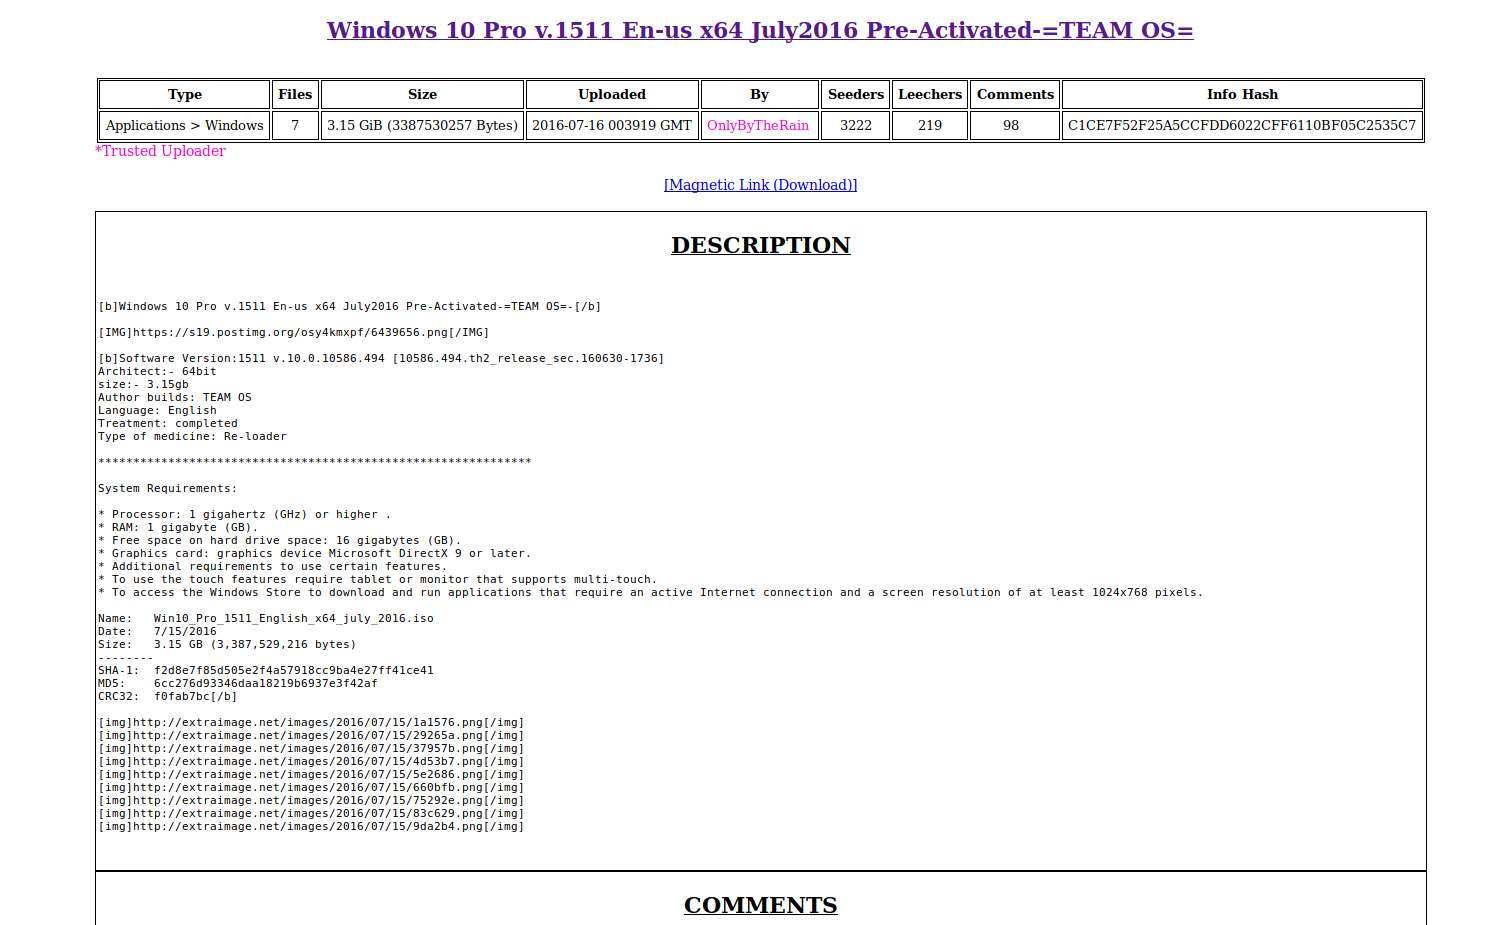 Windows 10 Pro v.1511 En-us x64 July2016 Pre-Activated-=TEAM OS=
Type Files Size Uploaded By Seeders Leechers Comments Info Hash
Applications > Windows 7 3.15 GiB (3387530257 Bytes) 2016-07-16 003919 GMT OnlyByTheRain 3222 219 98 C1CE7F52F25A5CCFDD6022CFF6110BF05C2535C7
*Trusted Uploader
[Magnetic Link (Download)]
DESCRIPTION
[b]Windows 10 Pro v.1511 En-us x64 July2016 Pre-Activated-=TEAM OS=-[/b]
[IMG]https://s19.postimg.org/osy4kmxpf/6439656.png[/IMG]
[b]Software Version:1511 v.10.0.10586.494 [10586.494.th2_release_sec.160630-1736]
Architect:- 64bit
size:- 3.15gb
Author builds: TEAM OS
Language: English
Treatment: completed
Type of medicine: Re-loader
**************************************************************
System Requirements:
* Processor: 1 gigahertz (GHz) or higher .
* RAM: 1 gigabyte (GB).
* Free space on hard drive space: 16 gigabytes (GB).
* Graphics card: graphics device Microsoft DirectX 9 or later.
* Additional requirements to use certain features.
* To use the touch features require tablet or monitor that supports multi-touch.
* To access the Windows Store to download and run applications that require an active Internet connection and a screen resolution of at least 1024x768 pixels.
Name:   Win10_Pro_1511_English_x64_july_2016.iso
Date:   7/15/2016
Size:   3.15 GB (3,387,529,216 bytes)
--------
SHA-1:  f2d8e7f85d505e2f4a57918cc9ba4e27ff41ce41
MD5:    6cc276d93346daa18219b6937e3f42af
CRC32:  f0fab7bc[/b]
[img]http://extraimage.net/images/2016/07/15/1a1576.png[/img]
[img]http://extraimage.net/images/2016/07/15/29265a.png[/img]
[img]http://extraimage.net/images/2016/07/15/37957b.png[/img]
[img]http://extraimage.net/images/2016/07/15/4d53b7.png[/img]
[img]http://extraimage.net/images/2016/07/15/5e2686.png[/img]
[img]http://extraimage.net/images/2016/07/15/660bfb.png[/img]
[img]http://extraimage.net/images/2016/07/15/75292e.png[/img]
[img]http://extraimage.net/images/2016/07/15/83c629.png[/img]
[img]http://extraimage.net/images/2016/07/15/9da2b4.png[/img]
COMMENTS